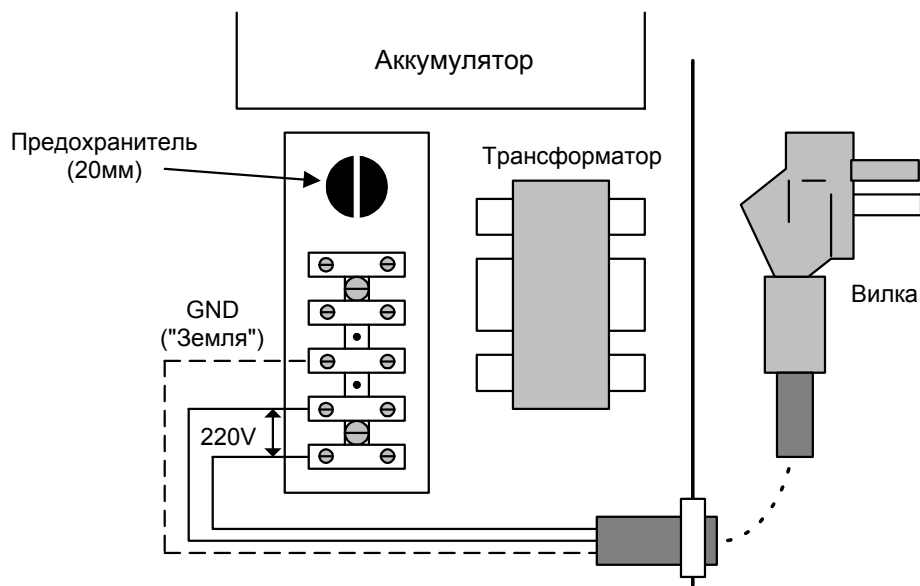 Аккумулятор
Предохранитель
(20мм)
Трансформатор
Вилка
GND
("Земля")
220V